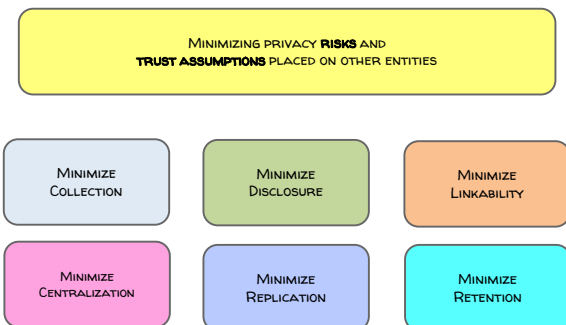 Minimizing privacy risks and
trust assumptions placed on other entities
Minimize
Collection
Minimize
Disclosure
Minimize
Linkability
Minimize
Centralization
Minimize
Replication
Minimize
Retention